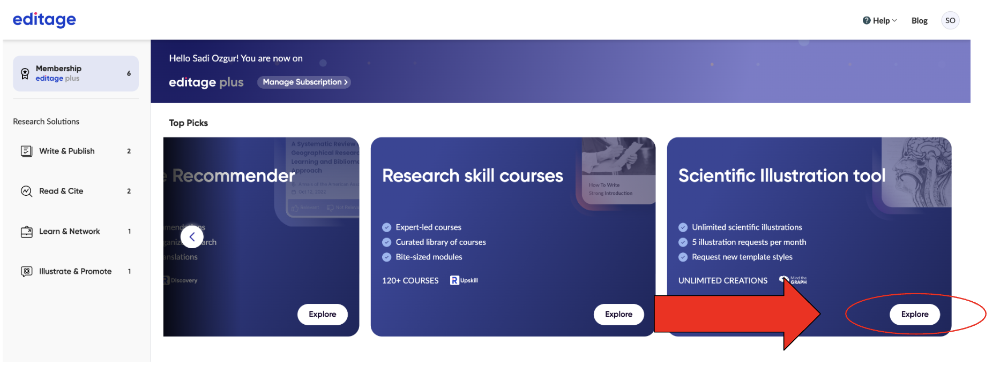 editage
Help
Blog
SO
Membership
editage plus
6
Research Solutions
Write & Publish 2
Read & Cite 2
Learn & Network 1
Illustrate & Promote 1
Hello Sadi Ozgur! You are now on
editage plus
Manage Subscription >
Top Picks
A Systematic Review
Geographical Researc
Learning and Bibliome
Approach
e Recommender
Annals of the American Asso
Oct 12, 2022
Relevant Not Releva
mendations
ganize arch
anslations
R Discovery
Explore
Research skill courses
How To Write
Strong Introduction
Expert-led courses
Curated library of courses
Bite-sized modules
120+ COURSES
R Upskill
Explore
Scientific Illustration tool
Unlimited scientific illustrations
5 illustration requests per month
Request new template styles
UNLIMITED CREATIONS
Mind the
GRAPH
Explore